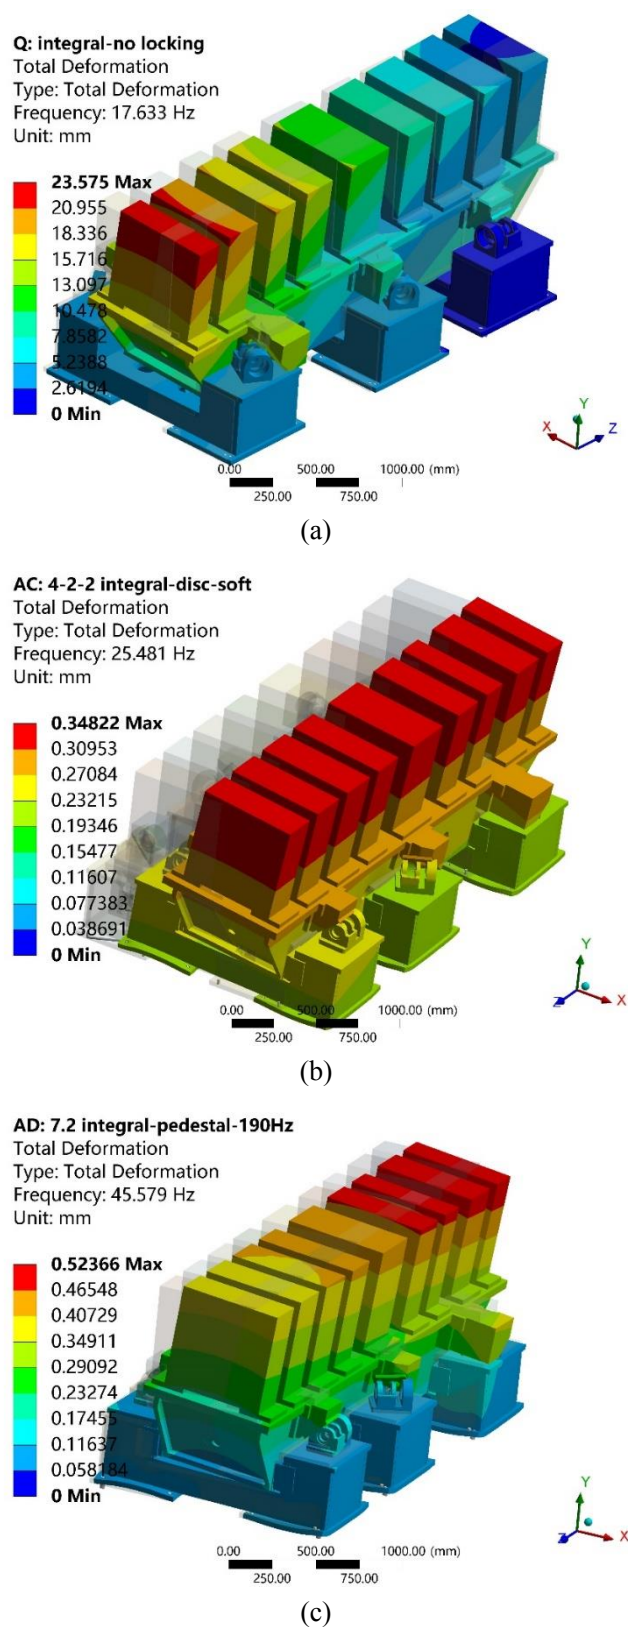 Q: integral-no locking
Total Deformation
Type: Total Deformation
Frequency: 17.633 Hz
Unit: mm
23.575 Max
20.955
18.336
15.716
13.097
10.478
7.8582
5.2388
2.6194
0 Min
Y
X
Z
0.00 500.00 1000.00 (mm)
250.00 750.00
(a)
AC: 4-2-2 integral-disc-soft
Total Deformation
Type: Total Deformation
Frequency: 25.481 Hz
Unit: mm
0.34822 Max
0.30953
0.27084
0.23215
0.19346
0.15477
0.11607
0.077383
0.038691
0 Min
Y
Z
X
0.00 500.00 1000.00 (mm)
250.00 750.00
(b)
AD: 7.2 integral-pedestal-190Hz
Total Deformation
Type: Total Deformation
Frequency: 45.579 Hz
Unit: mm
0.52366 Max
0.46548
0.40729
0.34911
0.29092
0.23274
0.17455
0.11637
0.058184
0 Min
Y
Z
X
0.00 500.00 1000.00 (mm)
250.00 750.00
(c)